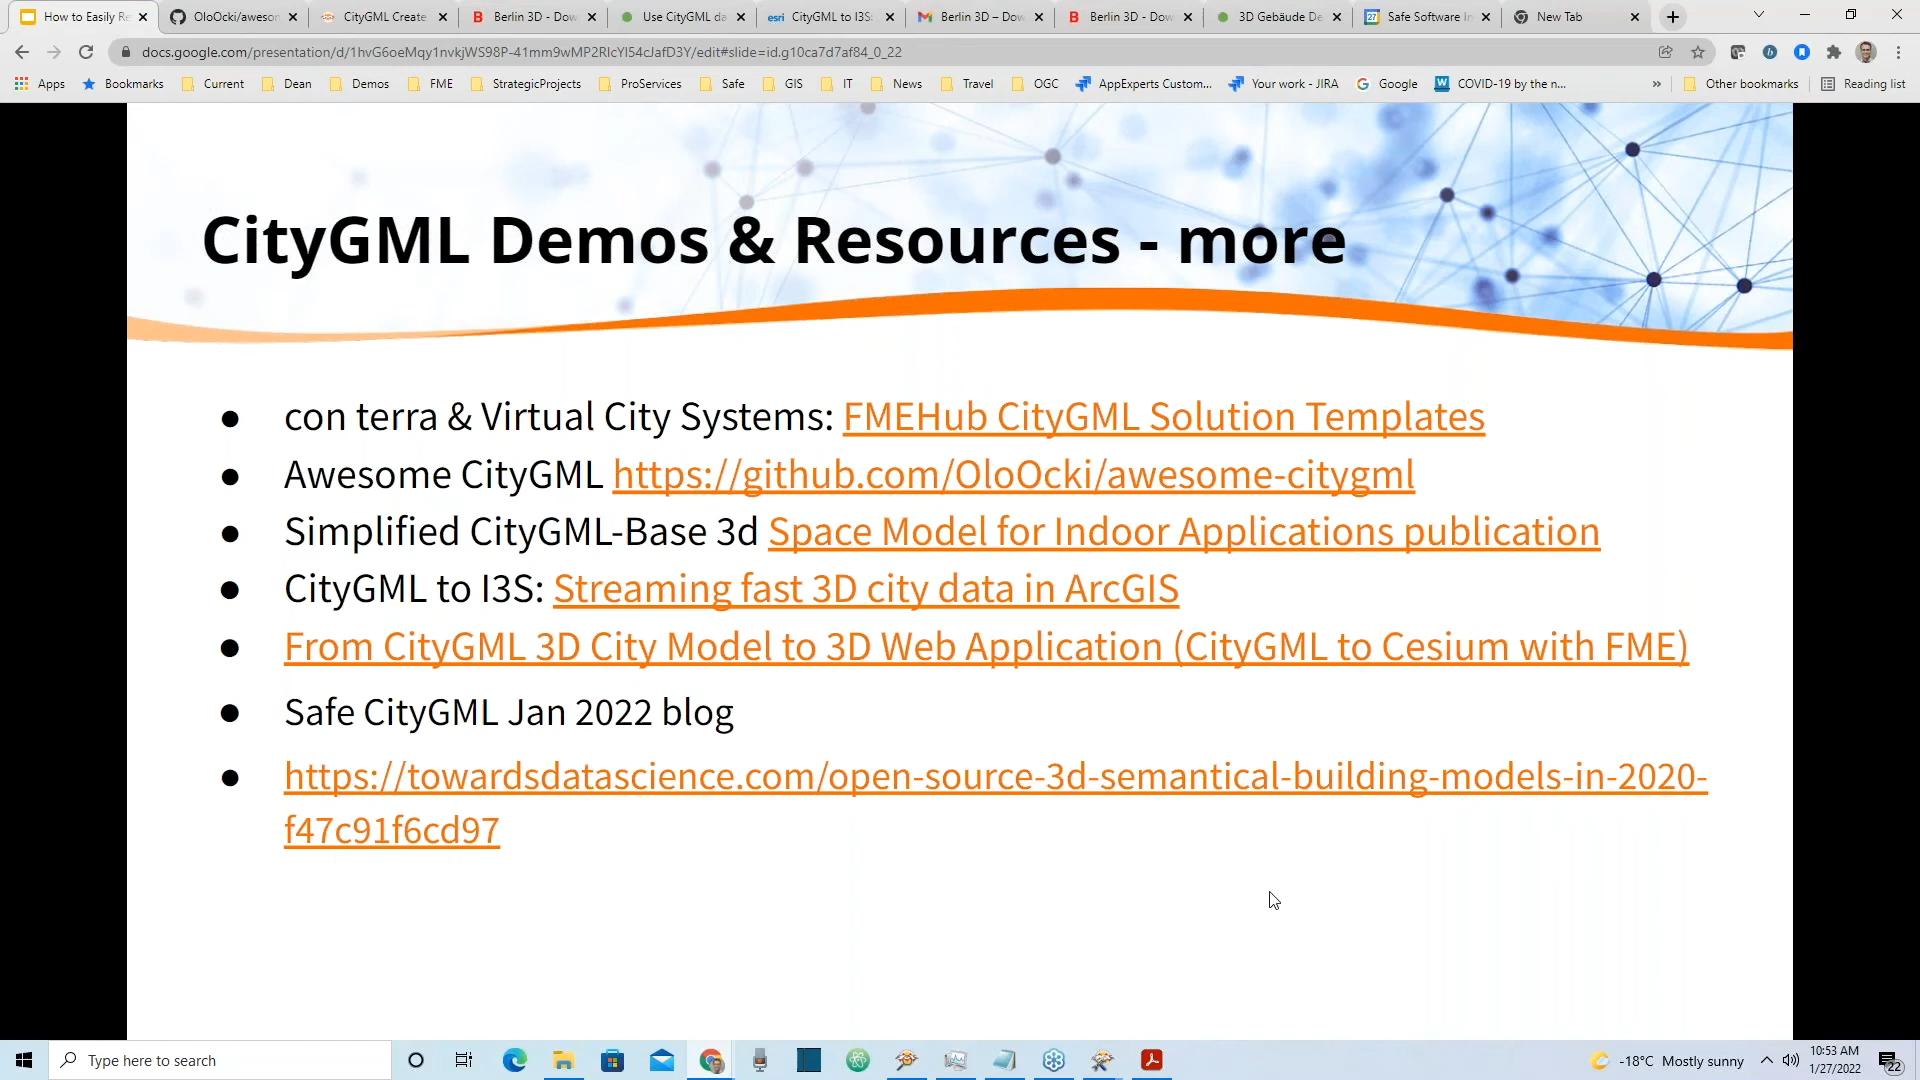 How to Easily Re
OloOcki/aweson
CityGML Create
Berlin 3D - Dow
Use CityGML da
esri CityGML to I3S:
Berlin 3D – Dow
Berlin 3D - Dow
3D Gebäude De
27 Safe Software In
New Tab
docs.google.com/presentation/d/1hvG6oeMqy1nvkjWS98P-41mm9wMP2RlcYl54cJafD3Y/edit#slide=id.g10ca7d7af84_0_22
Apps Bookmarks Current Dean Demos FME StrategicProjects ProServices Safe GIS IT News Travel OGC AppExperts Custom... Your work - JIRA Google COVID-19 by the n... » Other bookmarks Reading list
CityGML Demos & Resources - more
● con terra & Virtual City Systems: FMEHub CityGML Solution Templates
● Awesome CityGML https://github.com/OloOcki/awesome-citygml
● Simplified CityGML-Base 3d Space Model for Indoor Applications publication
● CityGML to I3S: Streaming fast 3D city data in ArcGIS
● From CityGML 3D City Model to 3D Web Application (CityGML to Cesium with FME)
● Safe CityGML Jan 2022 blog
● https://towardsdatascience.com/open-source-3d-semantical-building-models-in-2020-
f47c91f6cd97
Type here to search
-18°C Mostly sunny
10:53 AM
1/27/2022
22